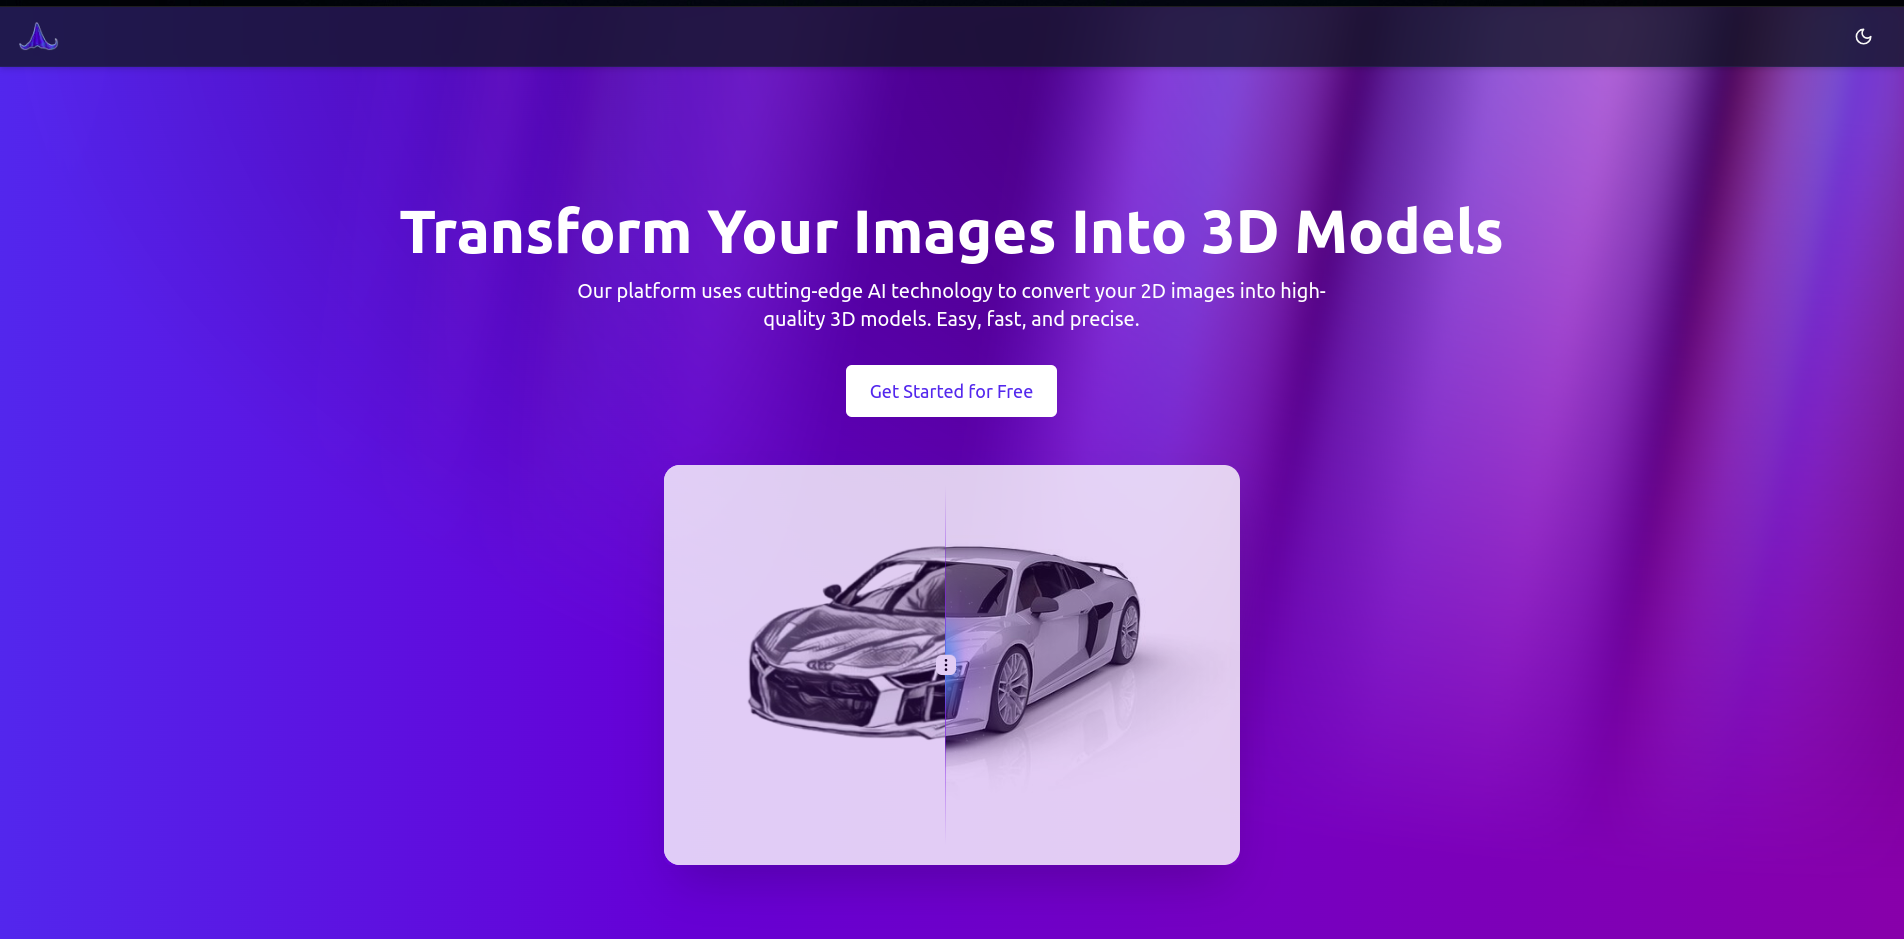 Transform Your Images Into 3D Models
Our platform uses cutting-edge AI technology to convert your 2D images into high-
quality 3D models. Easy, fast, and precise.
Get Started for Free